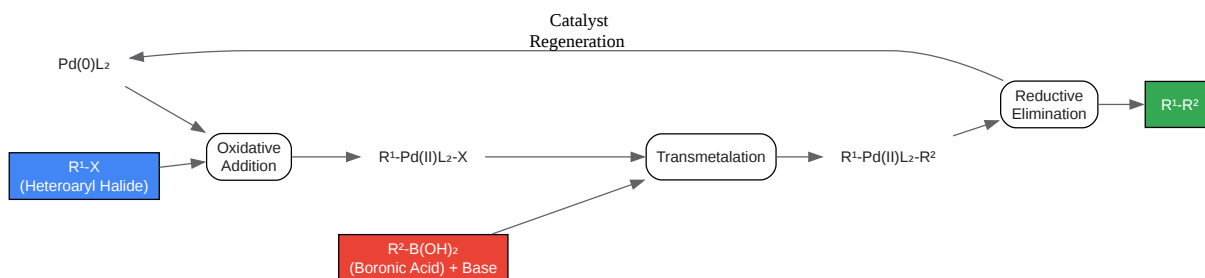 Catalyst
Regeneration
Pd(0)L₂
Reductive
Elimination
R¹-R²
Oxidative
Addition
R¹-Pd(II)L₂-X
Transmetalation
R¹-Pd(II)L₂-R²
R¹-X
(Heteroaryl Halide)
R²-B(OH)₂
(Boronic Acid) + Base